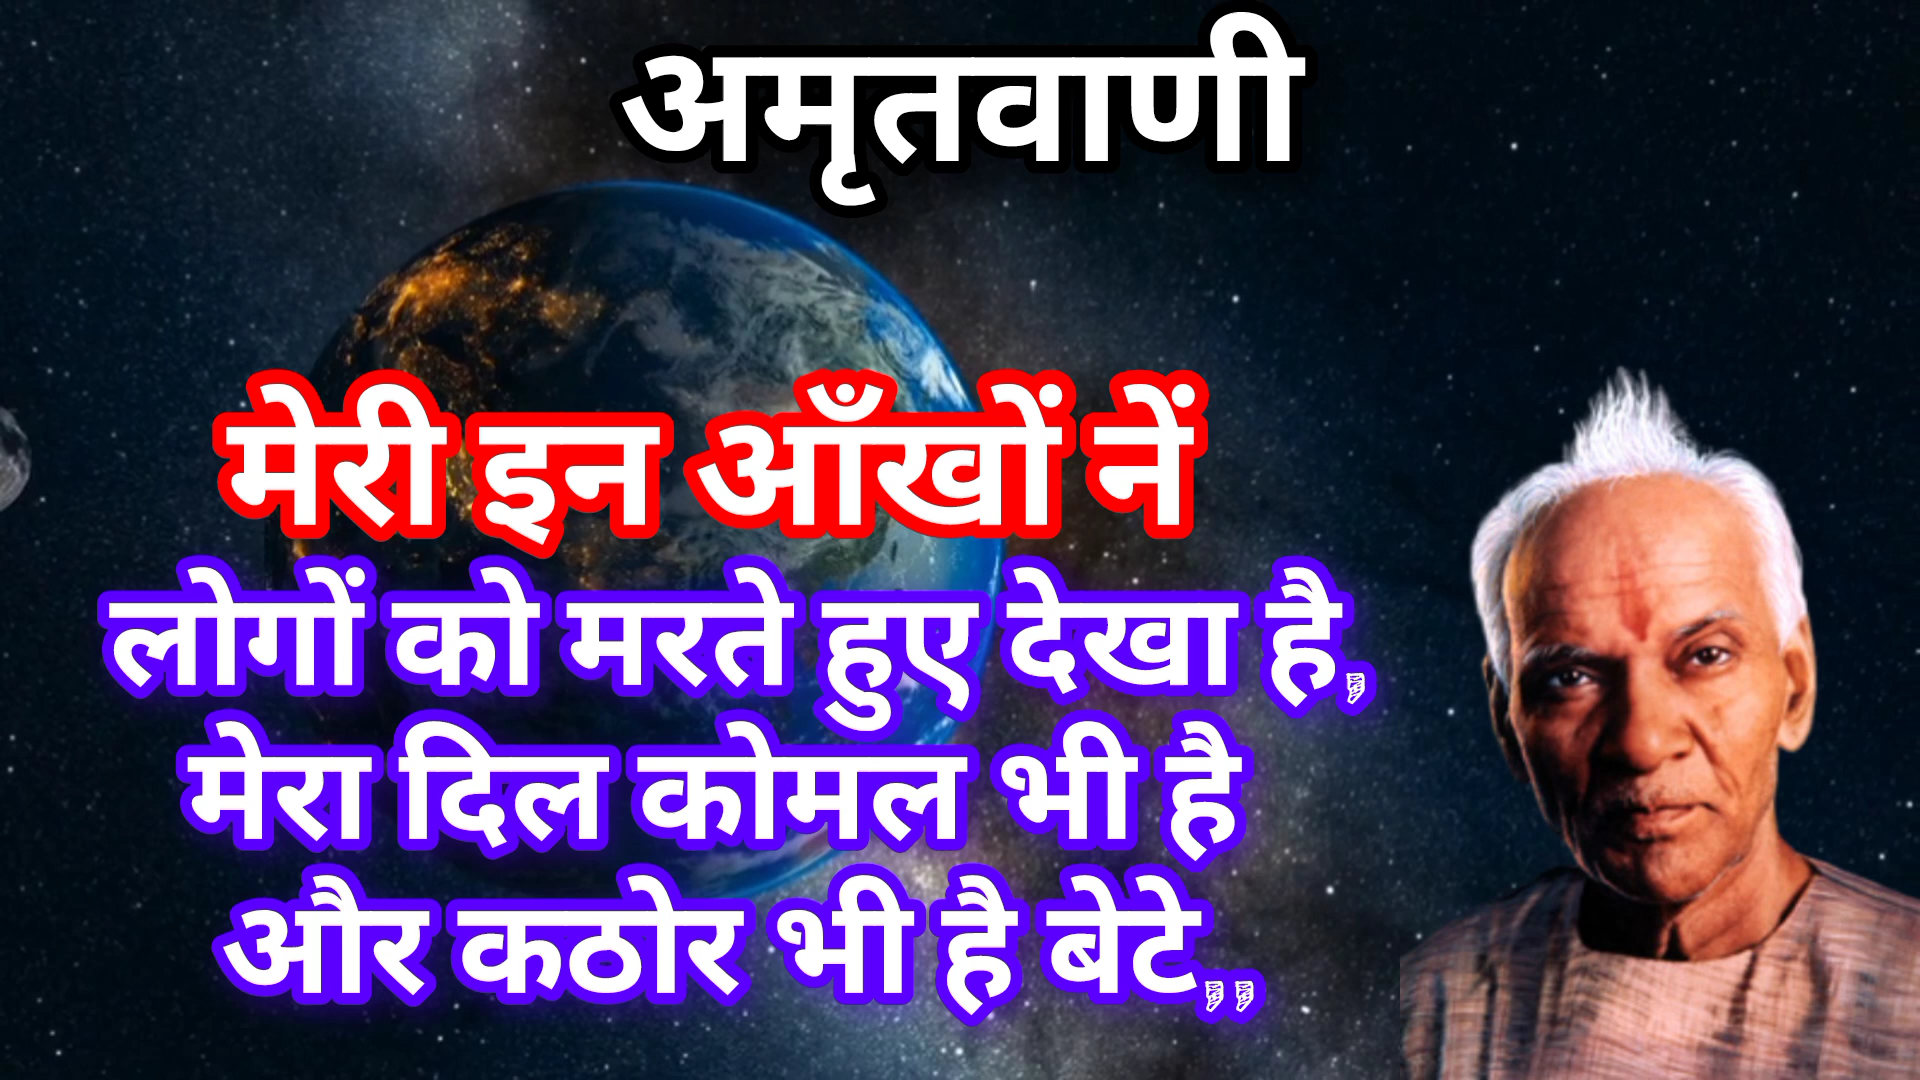 अमृतवाणी
मेरी इन आँखों नें
लोगों को मरते हुए देखा है,
मेरा दिल कोमल भी है
और कठोर भी है बेटे,,